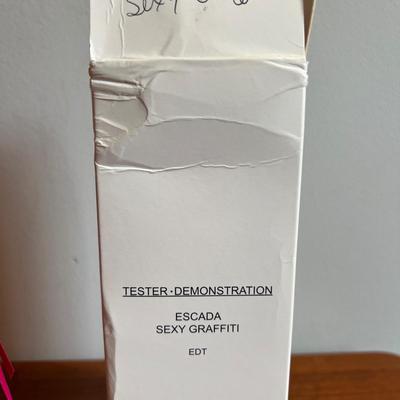 Sexy
TESTER · DEMONSTRATION
ESCADA
SEXY GRAFFITI
EDT